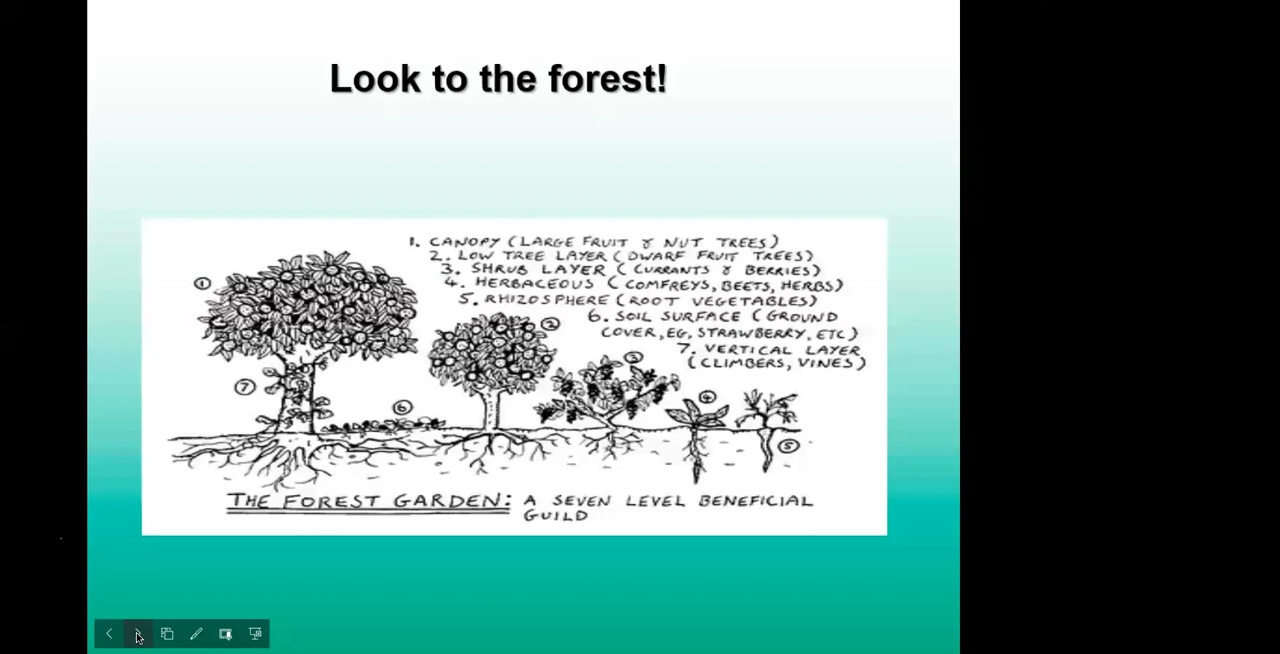 Look to the forest!
1. CANOPY (LARGE FRUIT & NUT TREES)
2. LOW TREE LAYER (DWARF FRUIT TREES)
3. SHRUB LAYER (CURRANTS & BERRIES)
4. HERBACEOUS (COMFREYS, BEETS, HERBS)
5. RHIZOSPHERE (ROOT VEGETABLES)
6. SOIL SURFACE (GROUND
COVER, EG, STRAWBERRY, ETC)
7. VERTICAL LAYER
(CLIMBERS, VINES)
1
2
3
7
6
4
5
THE FOREST GARDEN: A SEVEN LEVEL BENEFICIAL
GUILD